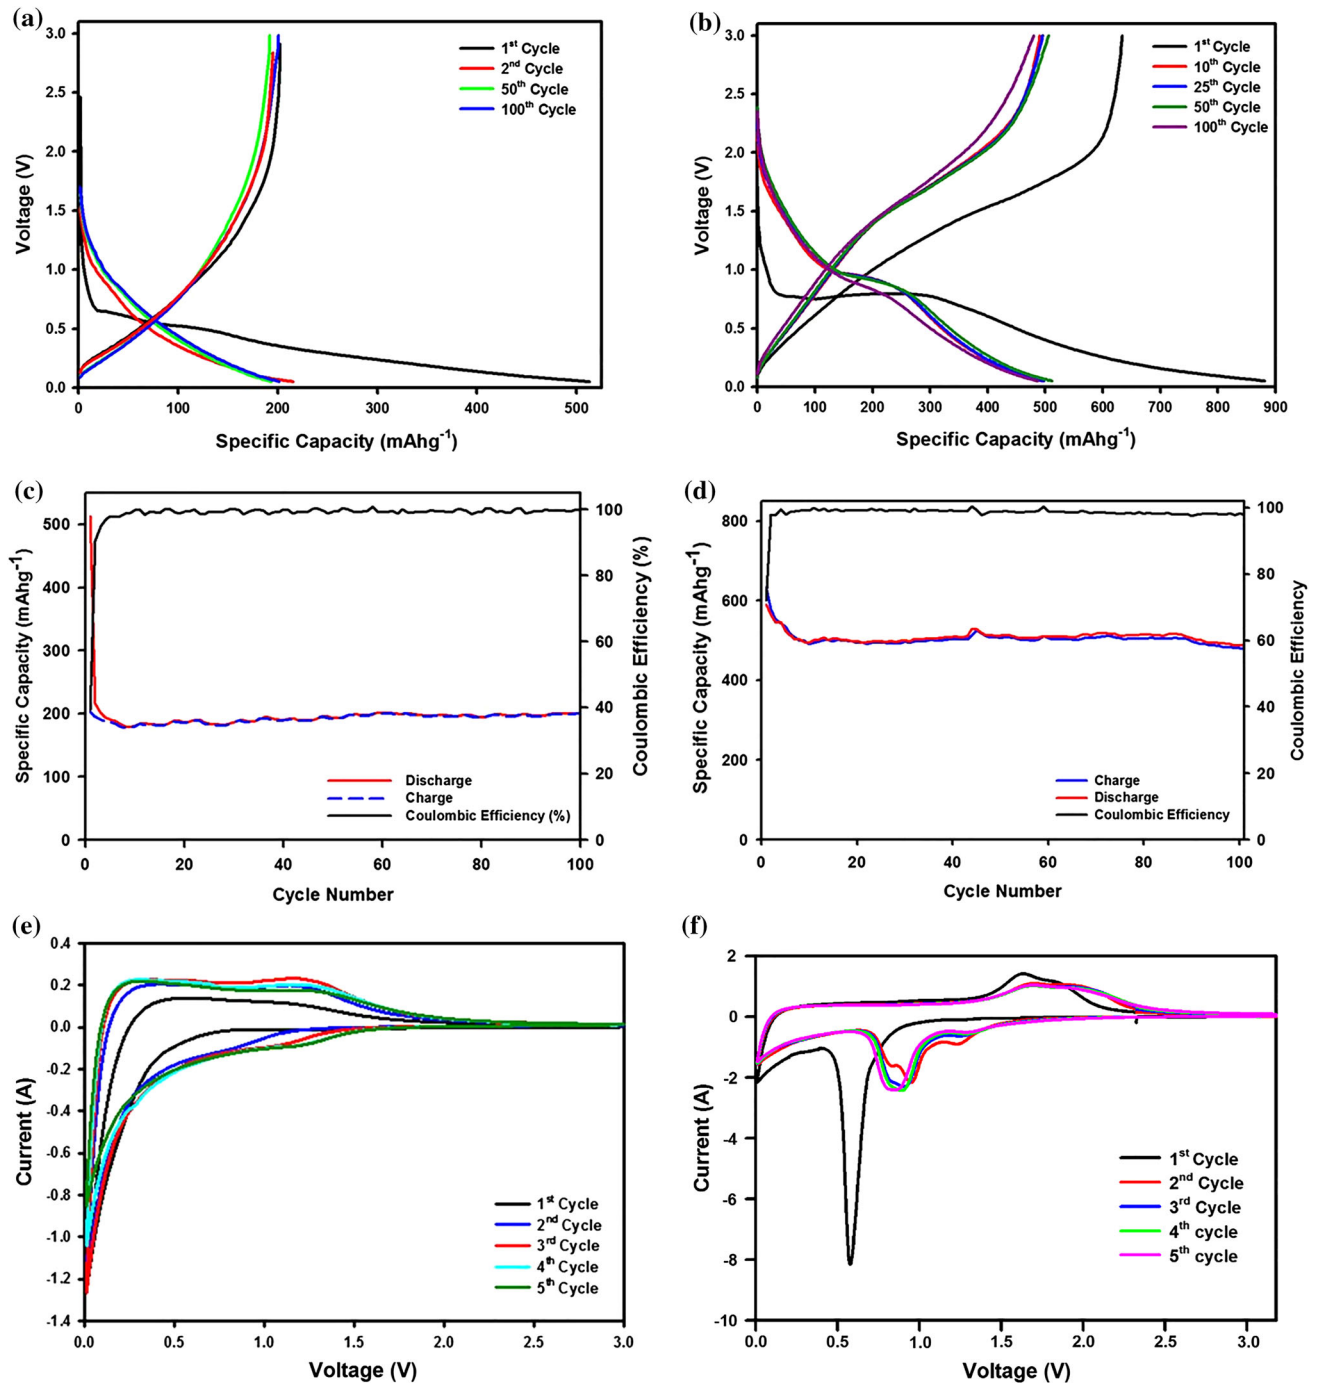 (a)
3.0
2.5
2.0
1.5
1.0
0.5
0.0
Voltage (V)
1st Cycle
2nd Cycle
50th Cycle
100th Cycle
0 100 200 300 400 500
Specific Capacity (mAhg-1)
(b)
3.0
2.5
2.0
1.5
1.0
0.5
0.0
Voltage (V)
1st Cycle
10th Cycle
25th Cycle
50th Cycle
100th Cycle
0 100 200 300 400 500 600 700 800 900
Specific Capacity (mAhg-1)
(c)
500
400
300
200
100
0
Specific Capacity (mAhg-1)
100
80
60
40
20
0
Coulombic Efficiency (%)
Discharge
Charge
Coulombic Efficiency (%)
0 20 40 60 80 100
Cycle Number
(d)
800
600
400
200
0
Specific Capacity (mAhg-1)
100
80
60
40
20
0
Coulombic Efficiency
Charge
Discharge
Coulombic Efficiency
0 20 40 60 80 100
Cycle Number
(e)
0.4
0.2
0.0
-0.2
-0.4
-0.6
-0.8
-1.0
-1.2
-1.4
Current (A)
1st Cycle
2nd Cycle
3rd Cycle
4th Cycle
5th Cycle
0.0 0.5 1.0 1.5 2.0 2.5 3.0
Voltage (V)
(f)
2
0
-2
-4
-6
-8
-10
Current (A)
1st Cycle
2nd Cycle
3rd Cycle
4th cycle
5th cycle
0.0 0.5 1.0 1.5 2.0 2.5 3.0
Voltage (V)